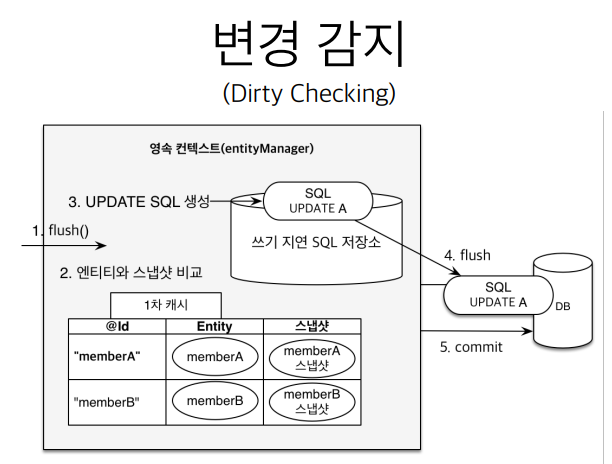 변경 감지
(Dirty Checking)
영속 컨텍스트(entityManager)
3. UPDATE SQL 생성
SQL
UPDATE A
1. flush()
쓰기 지연 SQL 저장소
4. flush
2. 엔티티와 스냅샷 비교
SQL
UPDATE A
DB
1차 캐시
@Id Entity 스냅샷
5. commit
"memberA" memberA memberA
스냅샷
"memberB" memberB memberB
스냅샷